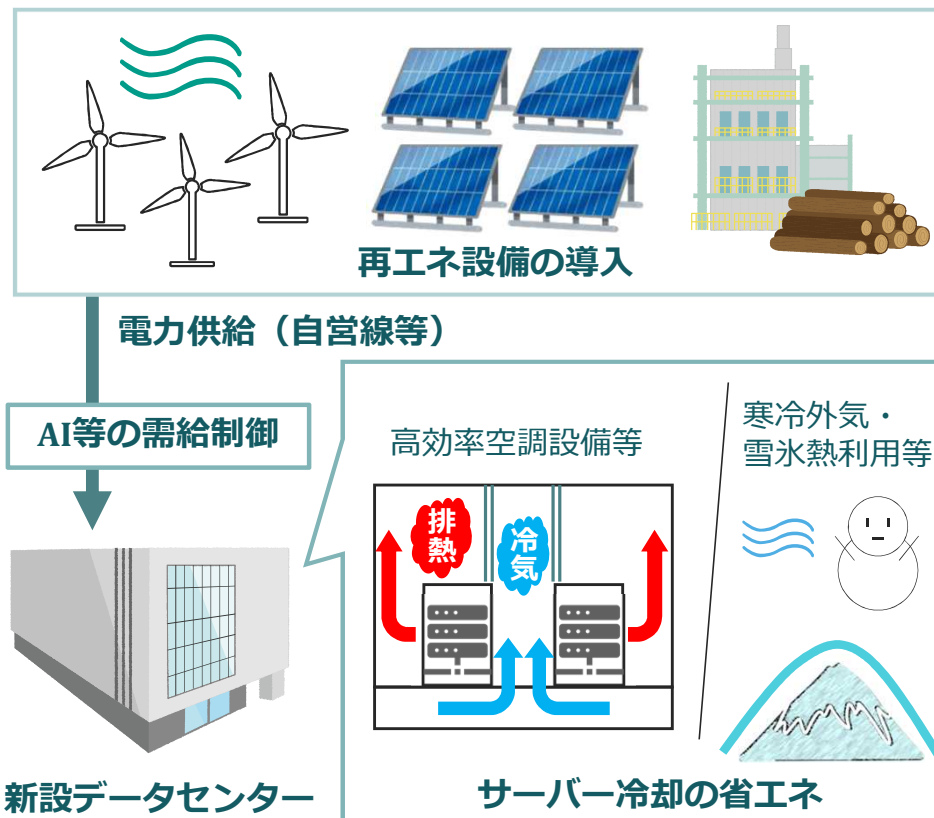 再エネ設備の導入
電力供給（自営線等）
AI等の需給制御
高効率空調設備等
寒冷外気・
雪氷熱利用等
排熱
冷気
新設データセンター
サーバー冷却の省エネ